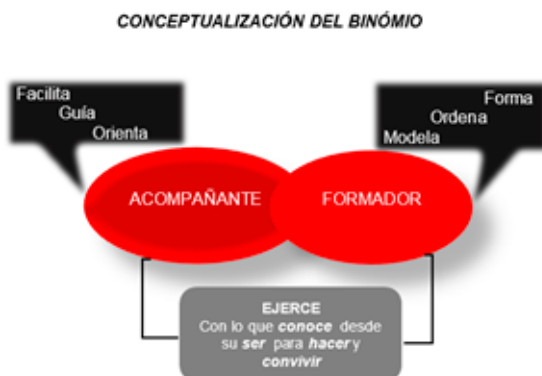 CONCEPTUALIZACIÓN DEL BINÓMIO
Facilita
Guía
Orienta
Forma
Ordena
Modela
ACOMPAÑANTE
FORMADOR
EJERCE
Con lo que conoce desde
su ser para hacer y
convivir